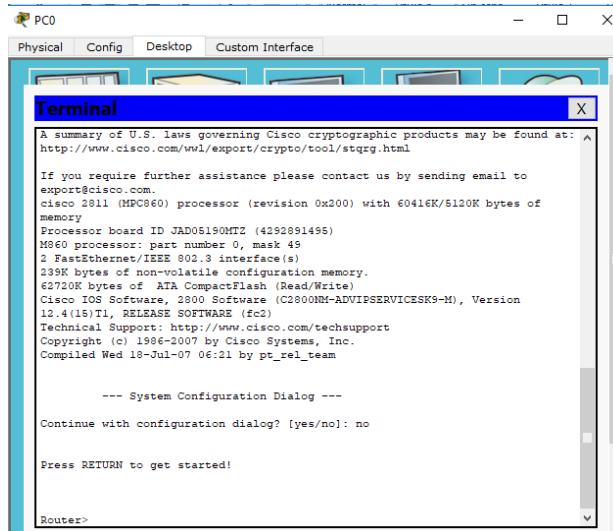 PC0
Physical Config Desktop Custom Interface
Terminal X
A summary of U.S. laws governing Cisco cryptographic products may be found at:
http://www.cisco.com/wwl/export/crypto/tool/stqrg.html
If you require further assistance please contact us by sending email to
export@cisco.com.
cisco 2811 (MPC860) processor (revision 0x200) with 60416K/5120K bytes of
memory
Processor board ID JAD05190MTZ (4292891495)
M860 processor: part number 0, mask 49
2 FastEthernet/IEEE 802.3 interface(s)
239K bytes of non-volatile configuration memory.
62720K bytes of  ATA CompactFlash (Read/Write)
Cisco IOS Software, 2800 Software (C2800NM-ADVIPSERVICESK9-M), Version
12.4(15)T1, RELEASE SOFTWARE (fc2)
Technical Support: http://www.cisco.com/techsupport
Copyright (c) 1986-2007 by Cisco Systems, Inc.
Compiled Wed 18-Jul-07 06:21 by pt_rel_team
--- System Configuration Dialog ---
Continue with configuration dialog? [yes/no]: no
Press RETURN to get started!
Router>